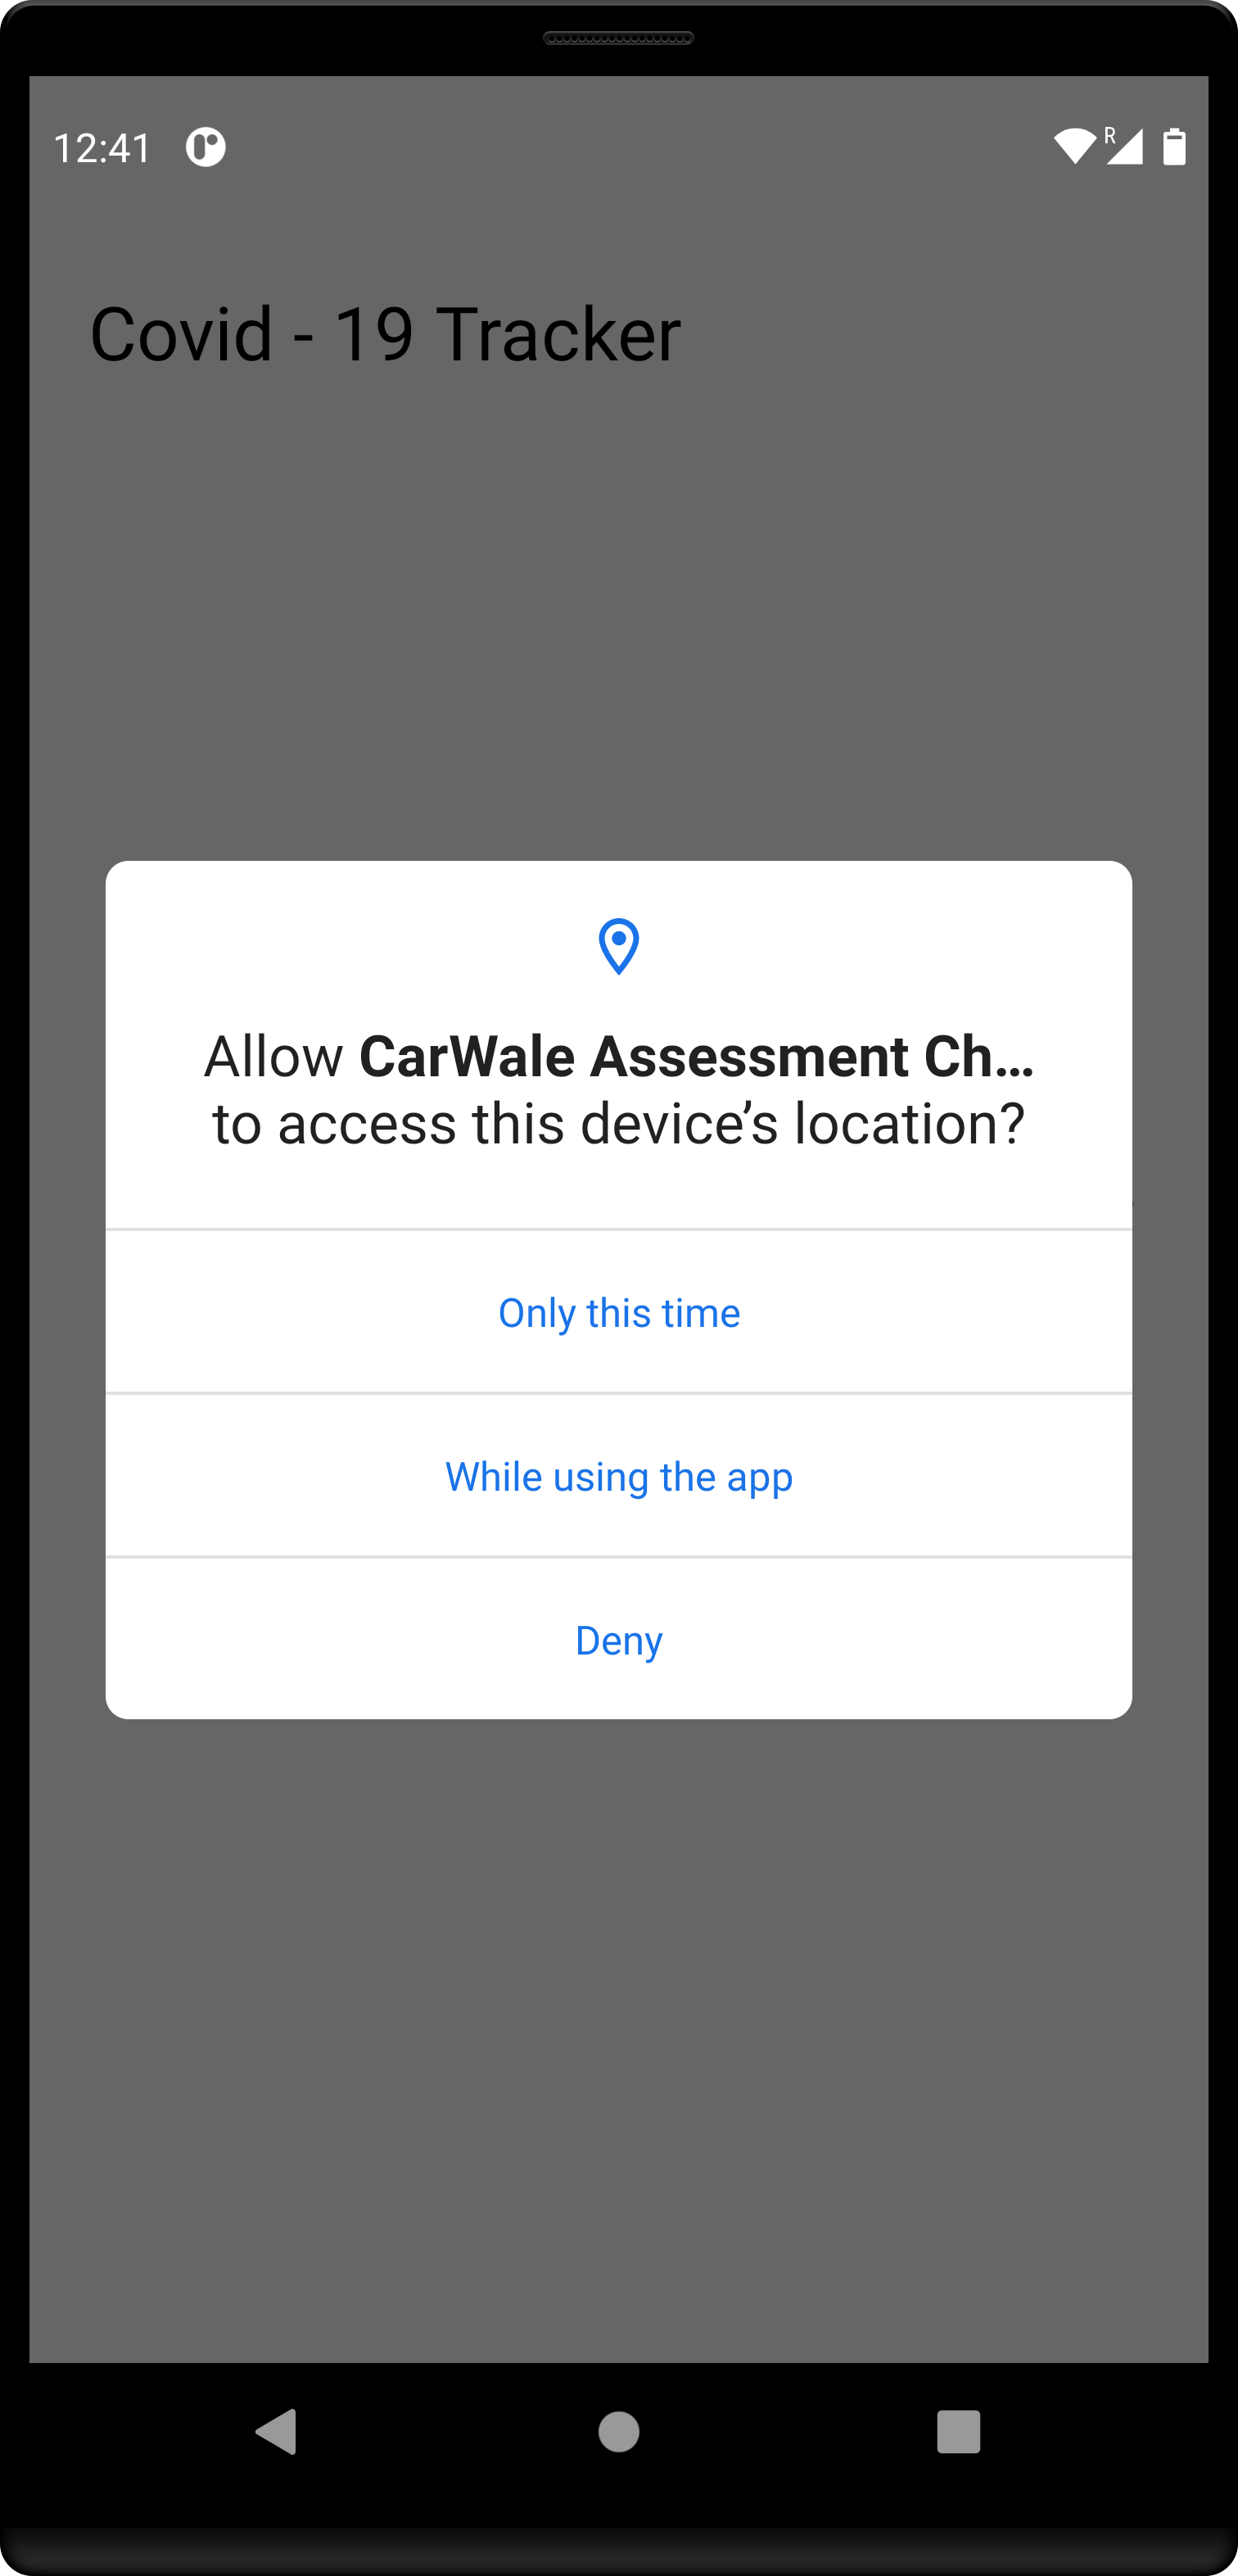 12:41
R
Covid - 19 Tracker
Allow CarWale Assessment Ch...
to access this device’s location?
Only this time
While using the app
Deny